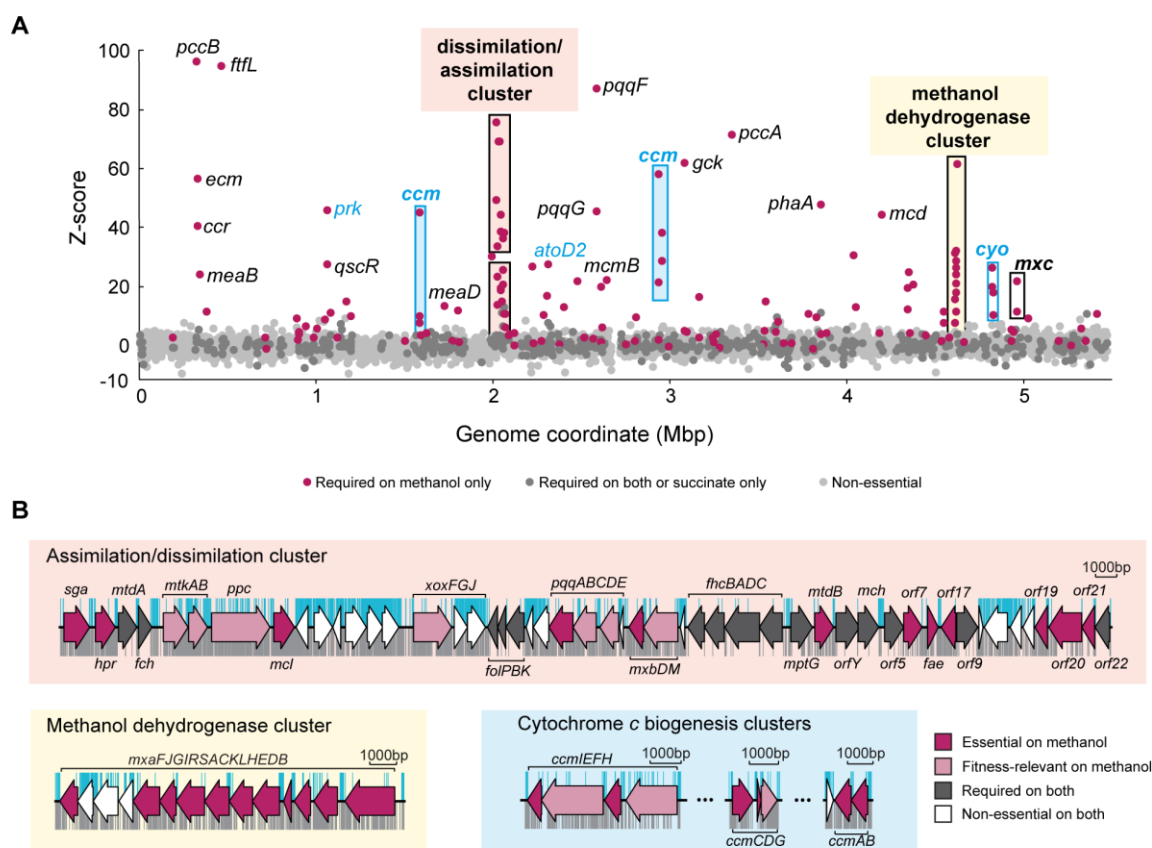 A
100
80
60
40
20
0
-10
Z-score
pccB
ftfL
ecm
ccr
meaB
prk
qscR
ccm
meaD
dissimilation/
assimilation
cluster
pqqF
pqqG
atoD2
mcmB
ccm
gck
pccA
phaA
mcd
methanol
dehydrogenase
cluster
cyo
mxc
0 1 2 3 4 5
Genome coordinate (Mbp)
Required on methanol only Required on both or succinate only Non-essential
B
Assimilation/dissimilation cluster
1000bp
sga mtdA mtkAB ppc xoxFGJ pqqABCDE fhcBADC mtdB mch orf7 orf17 orf19 orf21
hpr fch mcl folPBK mxbDM mptG orfY orf5 fae orf9 orf20 orf22
Methanol dehydrogenase cluster
mxaFJGIRSACKLHEDB 1000bp
Cytochrome c biogenesis clusters
ccmIEFH 1000bp 1000bp 1000bp
••• •••
ccmCDG ccmAB
Essential on methanol
Fitness-relevant on methanol
Required on both
Non-essential on both